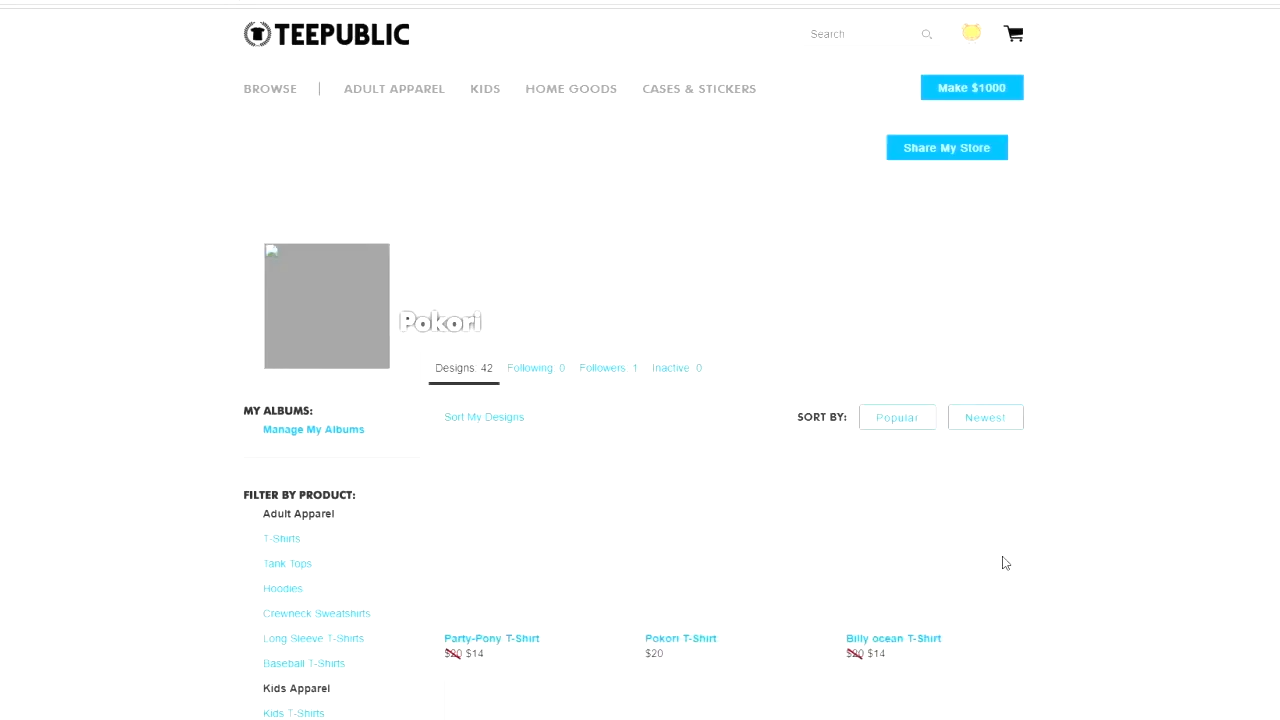 TEEPUBLIC
Search
BROWSE | ADULT APPAREL KIDS HOME GOODS CASES & STICKERS
Make $1000
Share My Store
Pokori
Designs: 42 Following: 0 Followers: 1 Inactive: 0
MY ALBUMS:
Manage My Albums
Sort My Designs
SORT BY: Popular Newest
FILTER BY PRODUCT:
Adult Apparel
T-Shirts
Tank Tops
Hoodies
Crewneck Sweatshirts
Long Sleeve T-Shirts
Baseball T-Shirts
Kids Apparel
Kids T-Shirts
Party-Pony T-Shirt
$20 $14
Pokori T-Shirt
$20
Billy ocean T-Shirt
$20 $14